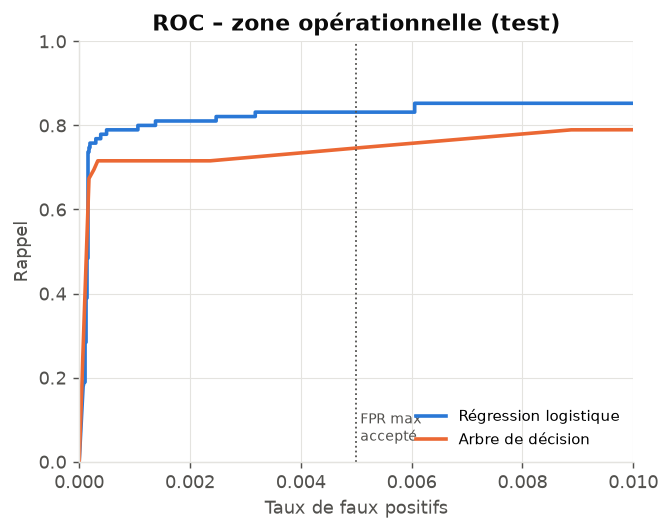 ROC – zone opérationnelle (test)
1.0
0.8
0.6
0.4
0.2
0.0
Rappel
FPR max
accepté
Régression logistique
Arbre de décision
0.000
0.002
0.004
0.006
0.008
0.010
Taux de faux positifs